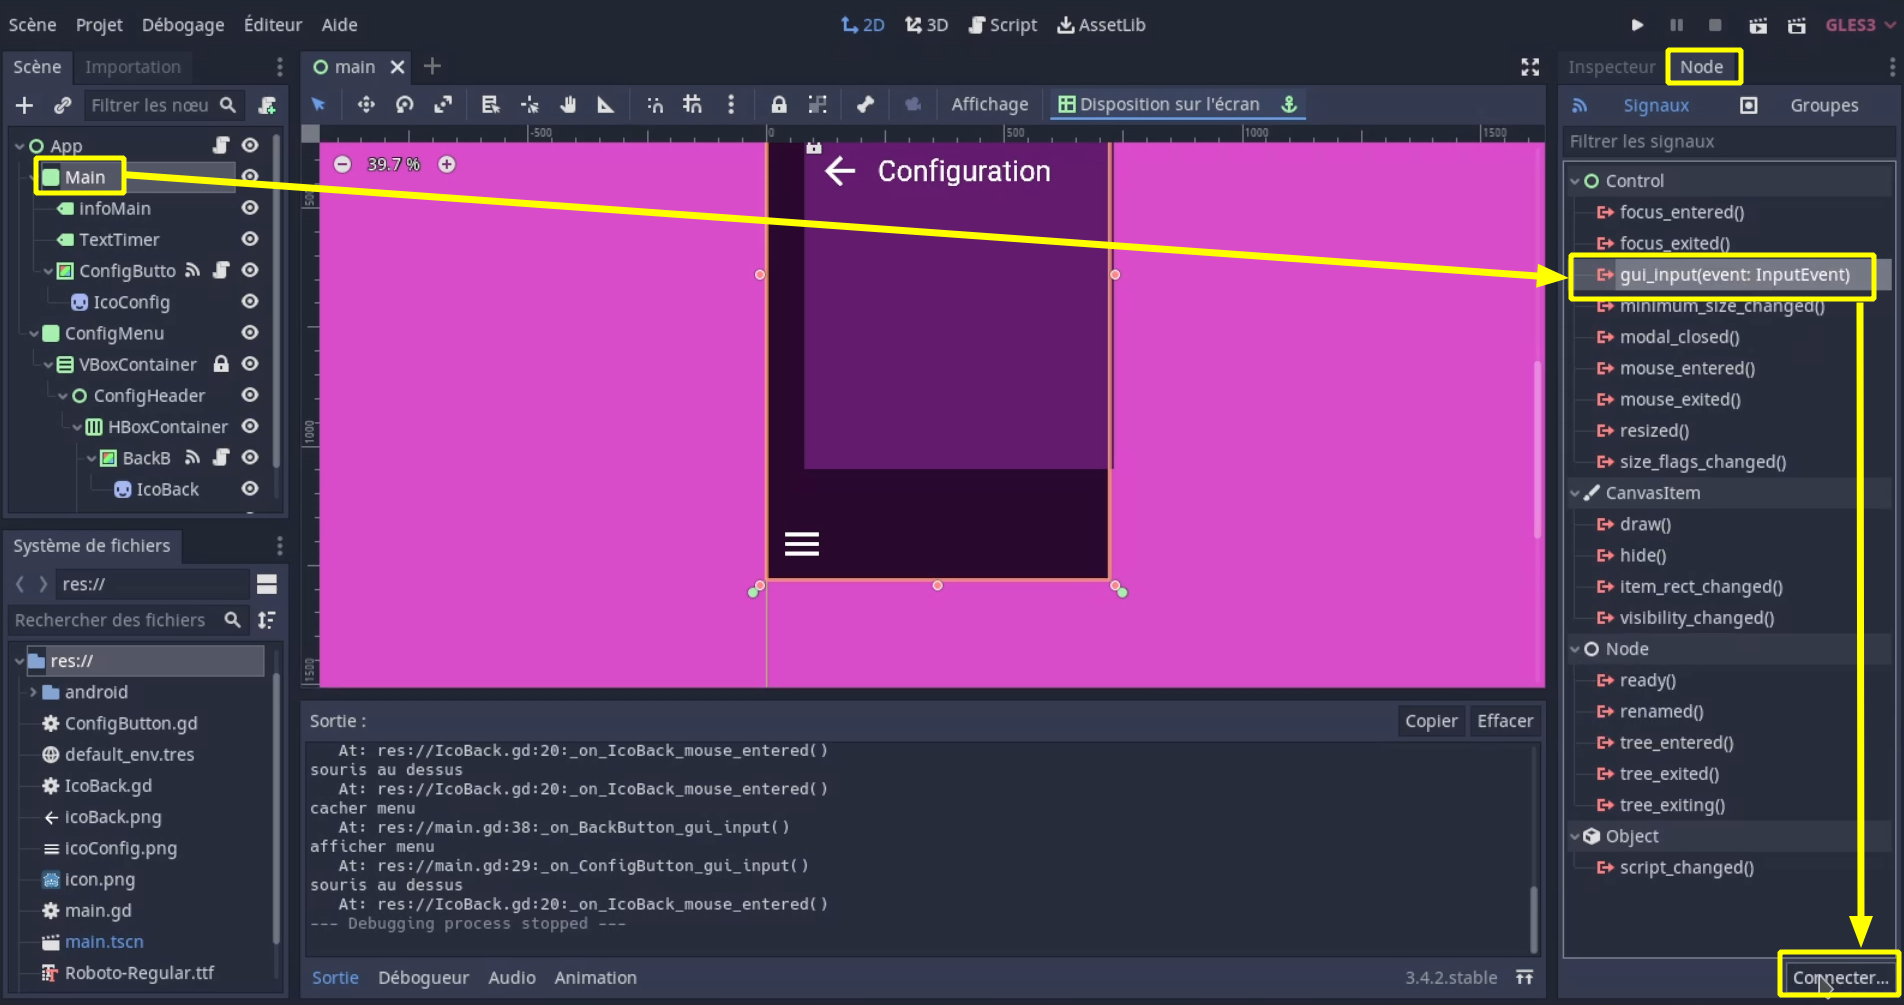 Scène Projet Débogage Éditeur Aide
2D 3D Script AssetLib
GLES3
Scène Importation
Filtrer les nœu
App
Main
infoMain
TextTimer
ConfigButto
IcoConfig
ConfigMenu
VBoxContainer
ConfigHeader
HBoxContainer
BackB
IcoBack
Système de fichiers
res://
Rechercher des fichiers
res://
android
ConfigButton.gd
default_env.tres
IcoBack.gd
icoBack.png
icoConfig.png
icon.png
main.gd
main.tscn
Roboto-Regular.ttf
main
Affichage Disposition sur l'écran
-500 0 500 1000 1500
39.7 %
500
1000
1500
Configuration
Sortie :
Copier Effacer
At: res://IcoBack.gd:20:_on_IcoBack_mouse_entered()
souris au dessus
At: res://IcoBack.gd:20:_on_IcoBack_mouse_entered()
cacher menu
At: res://main.gd:38:_on_BackButton_gui_input()
afficher menu
At: res://main.gd:29:_on_ConfigButton_gui_input()
souris au dessus
At: res://IcoBack.gd:20:_on_IcoBack_mouse_entered()
--- Debugging process stopped ---
Sortie Débogueur Audio Animation
3.4.2.stable
Inspecteur Node
Signaux Groupes
Filtrer les signaux
Control
focus_entered()
focus_exited()
gui_input(event: InputEvent)
minimum_size_changed()
modal_closed()
mouse_entered()
mouse_exited()
resized()
size_flags_changed()
CanvasItem
draw()
hide()
item_rect_changed()
visibility_changed()
Node
ready()
renamed()
tree_entered()
tree_exited()
tree_exiting()
Object
script_changed()
Connecter...